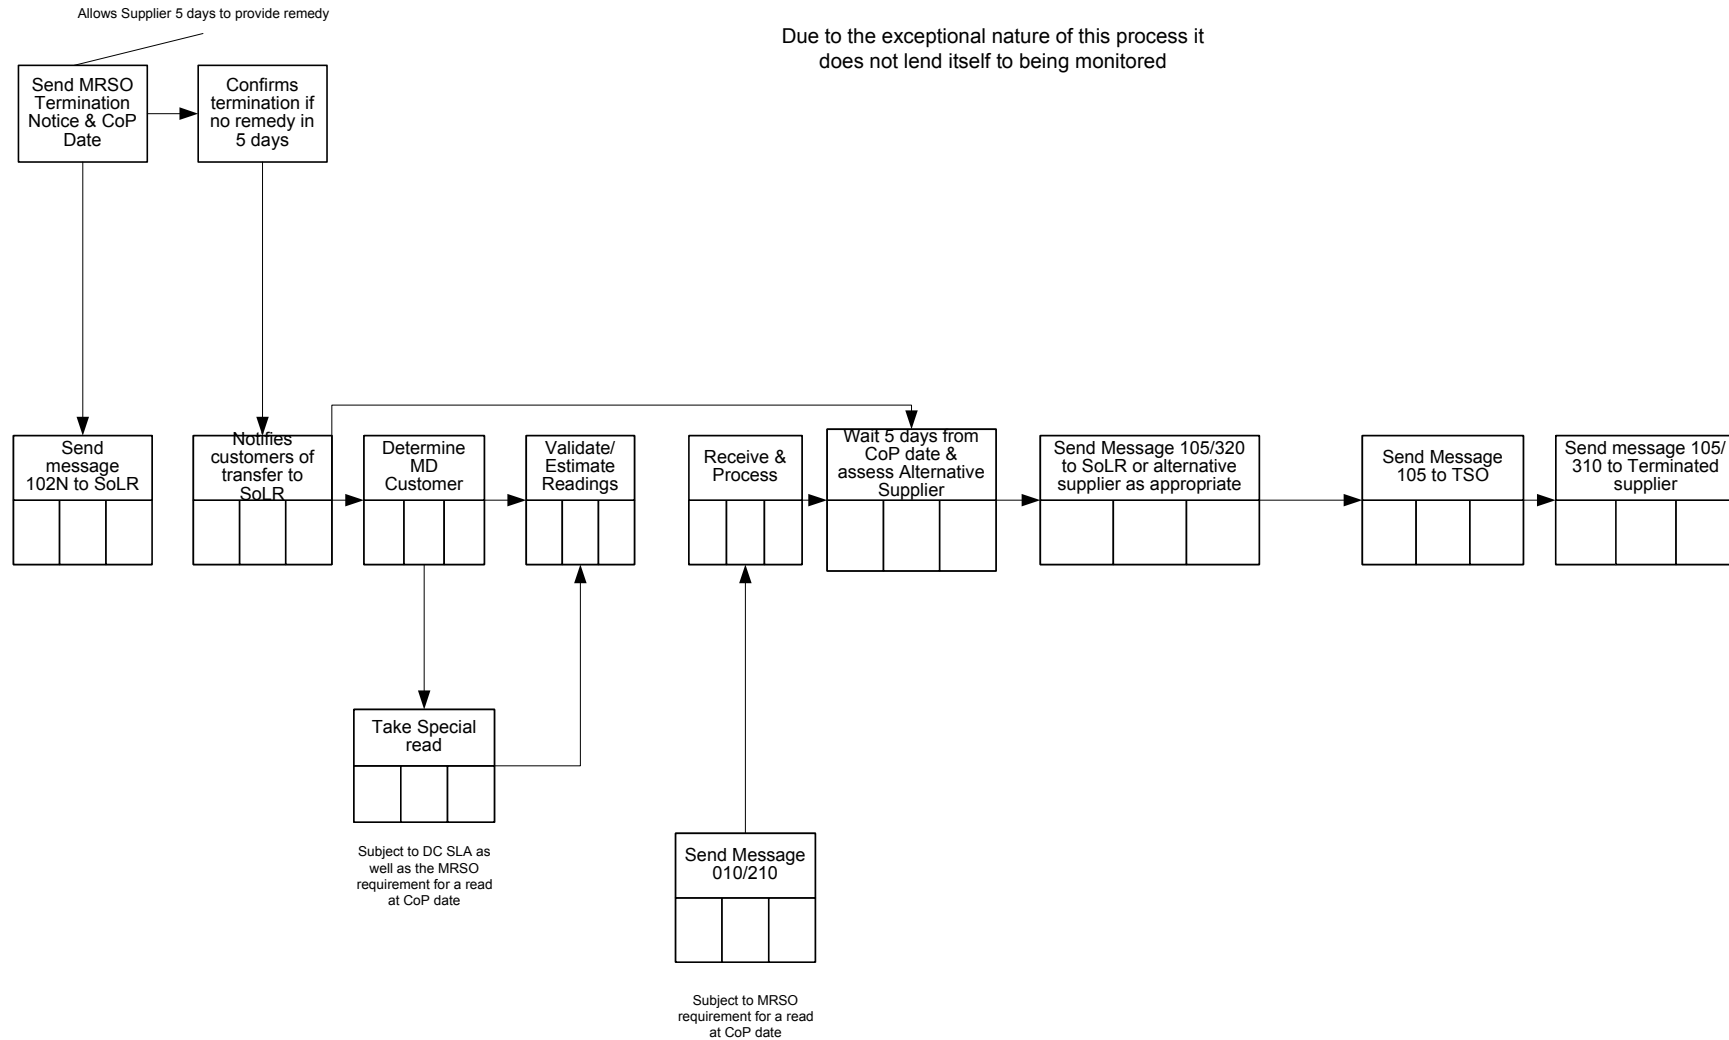 Allows Supplier 5 days to provide remedy
Due to the exceptional nature of this process it
does not lend itself to being monitored
Send MRSO
Termination
Notice & CoP
Date
Confirms
termination if
no remedy in
5 days
Send
message
102N to SoLR
Notifies
customers of
transfer to
SoLR
Determine
MD
Customer
Validate/
Estimate
Readings
Receive &
Process
Wait 5 days from
CoP date &
assess Alternative
Supplier
Send Message 105/320
to SoLR or alternative
supplier as appropriate
Send Message
105 to TSO
Send message 105/
310 to Terminated
supplier
Take Special
read
Subject to DC SLA as
well as the MRSO
requirement for a read
at CoP date
Send Message
010/210
Subject to MRSO
requirement for a read
at CoP date